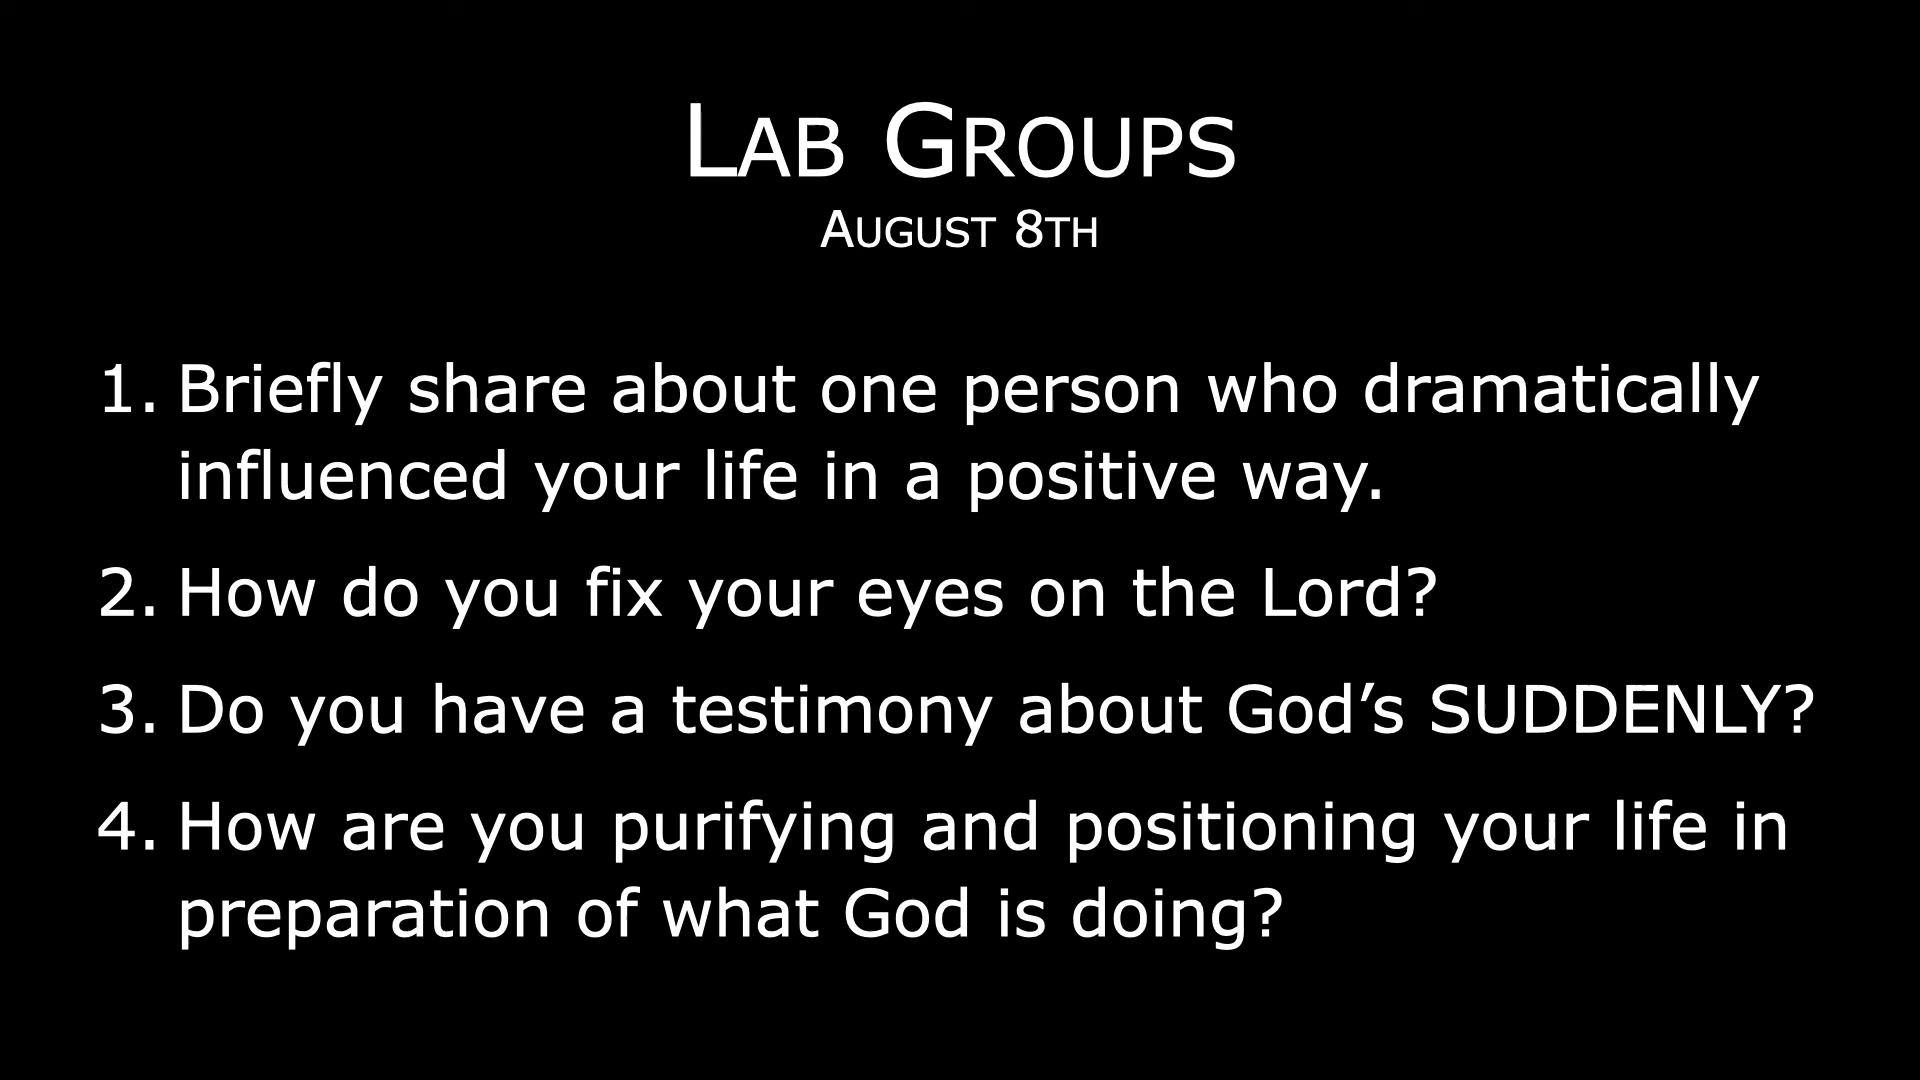 LAB GROUPS
AUGUST 8TH
1. Briefly share about one person who dramatically
influenced your life in a positive way.
2. How do you fix your eyes on the Lord?
3. Do you have a testimony about God’s SUDDENLY?
4. How are you purifying and positioning your life in
preparation of what God is doing?